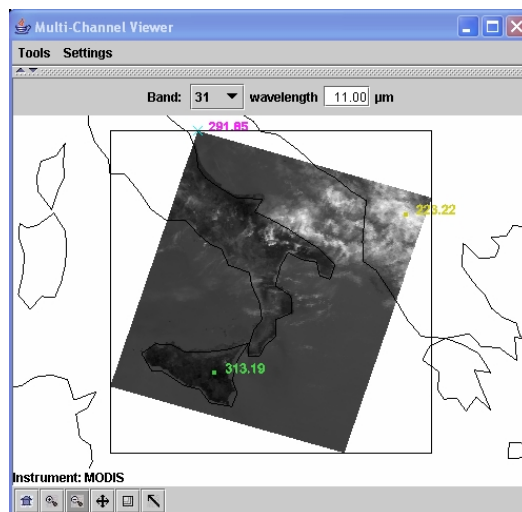 Multi-Channel Viewer
Tools Settings
Band: 31 wavelength 11.00 µm
291.85
223.22
313.19
Instrument: MODIS